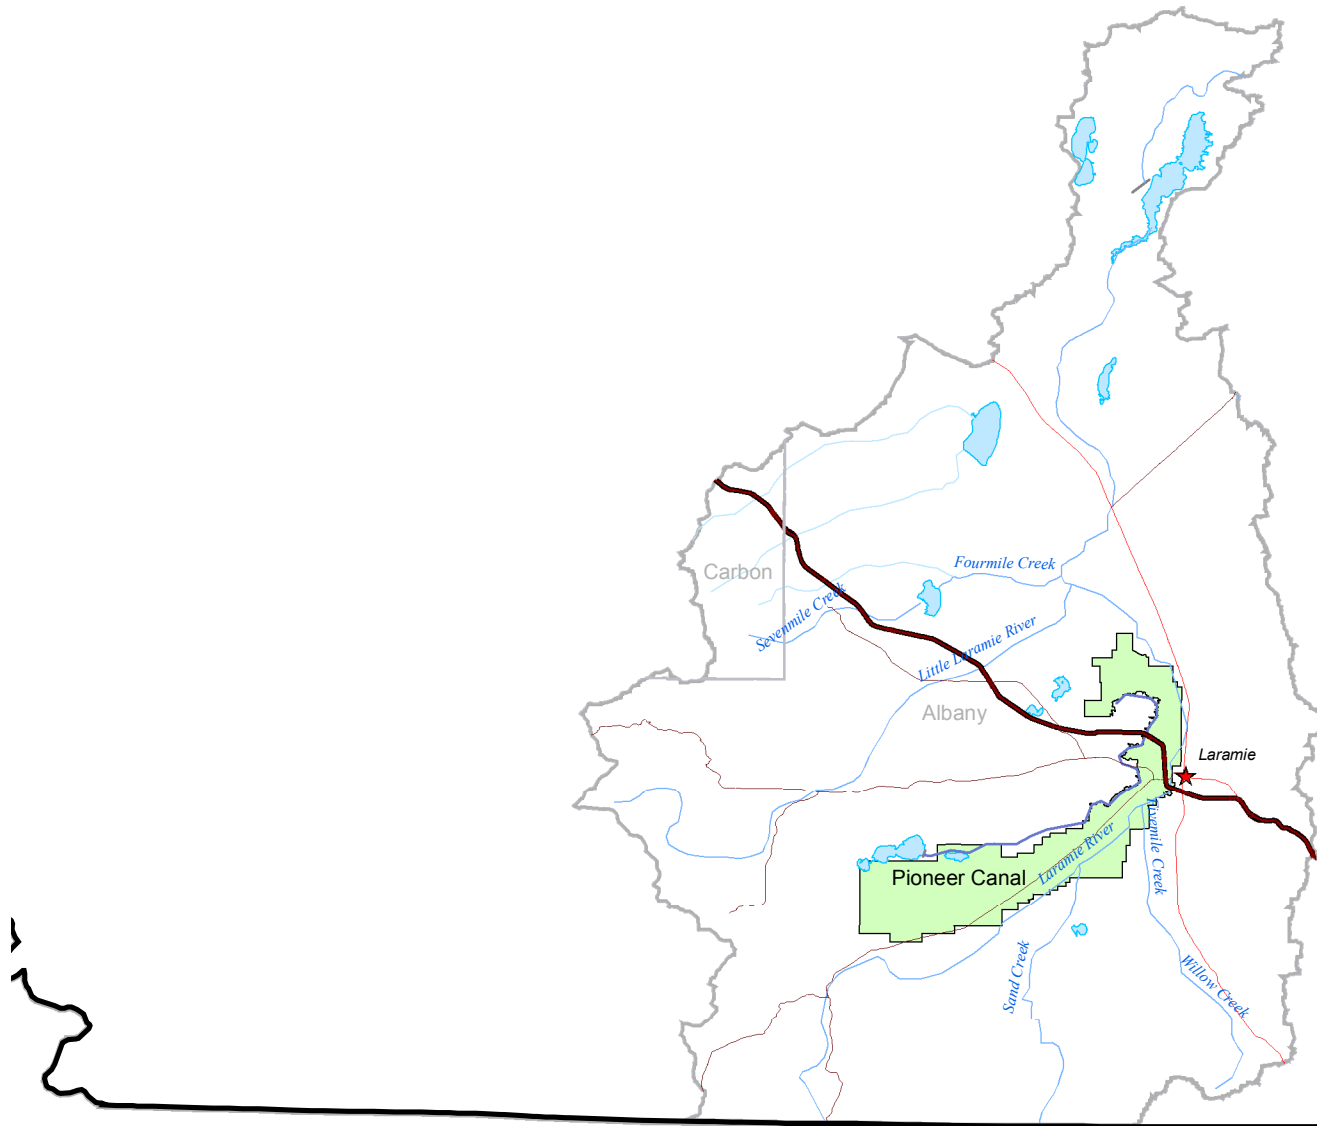 Fourmile Creek
Carbon
Sevenmile Creek
Little Laramie River
Albany
Laramie
Laramie River
Fivemile Creek
Pioneer Canal
Sand Creek
Willow Creek